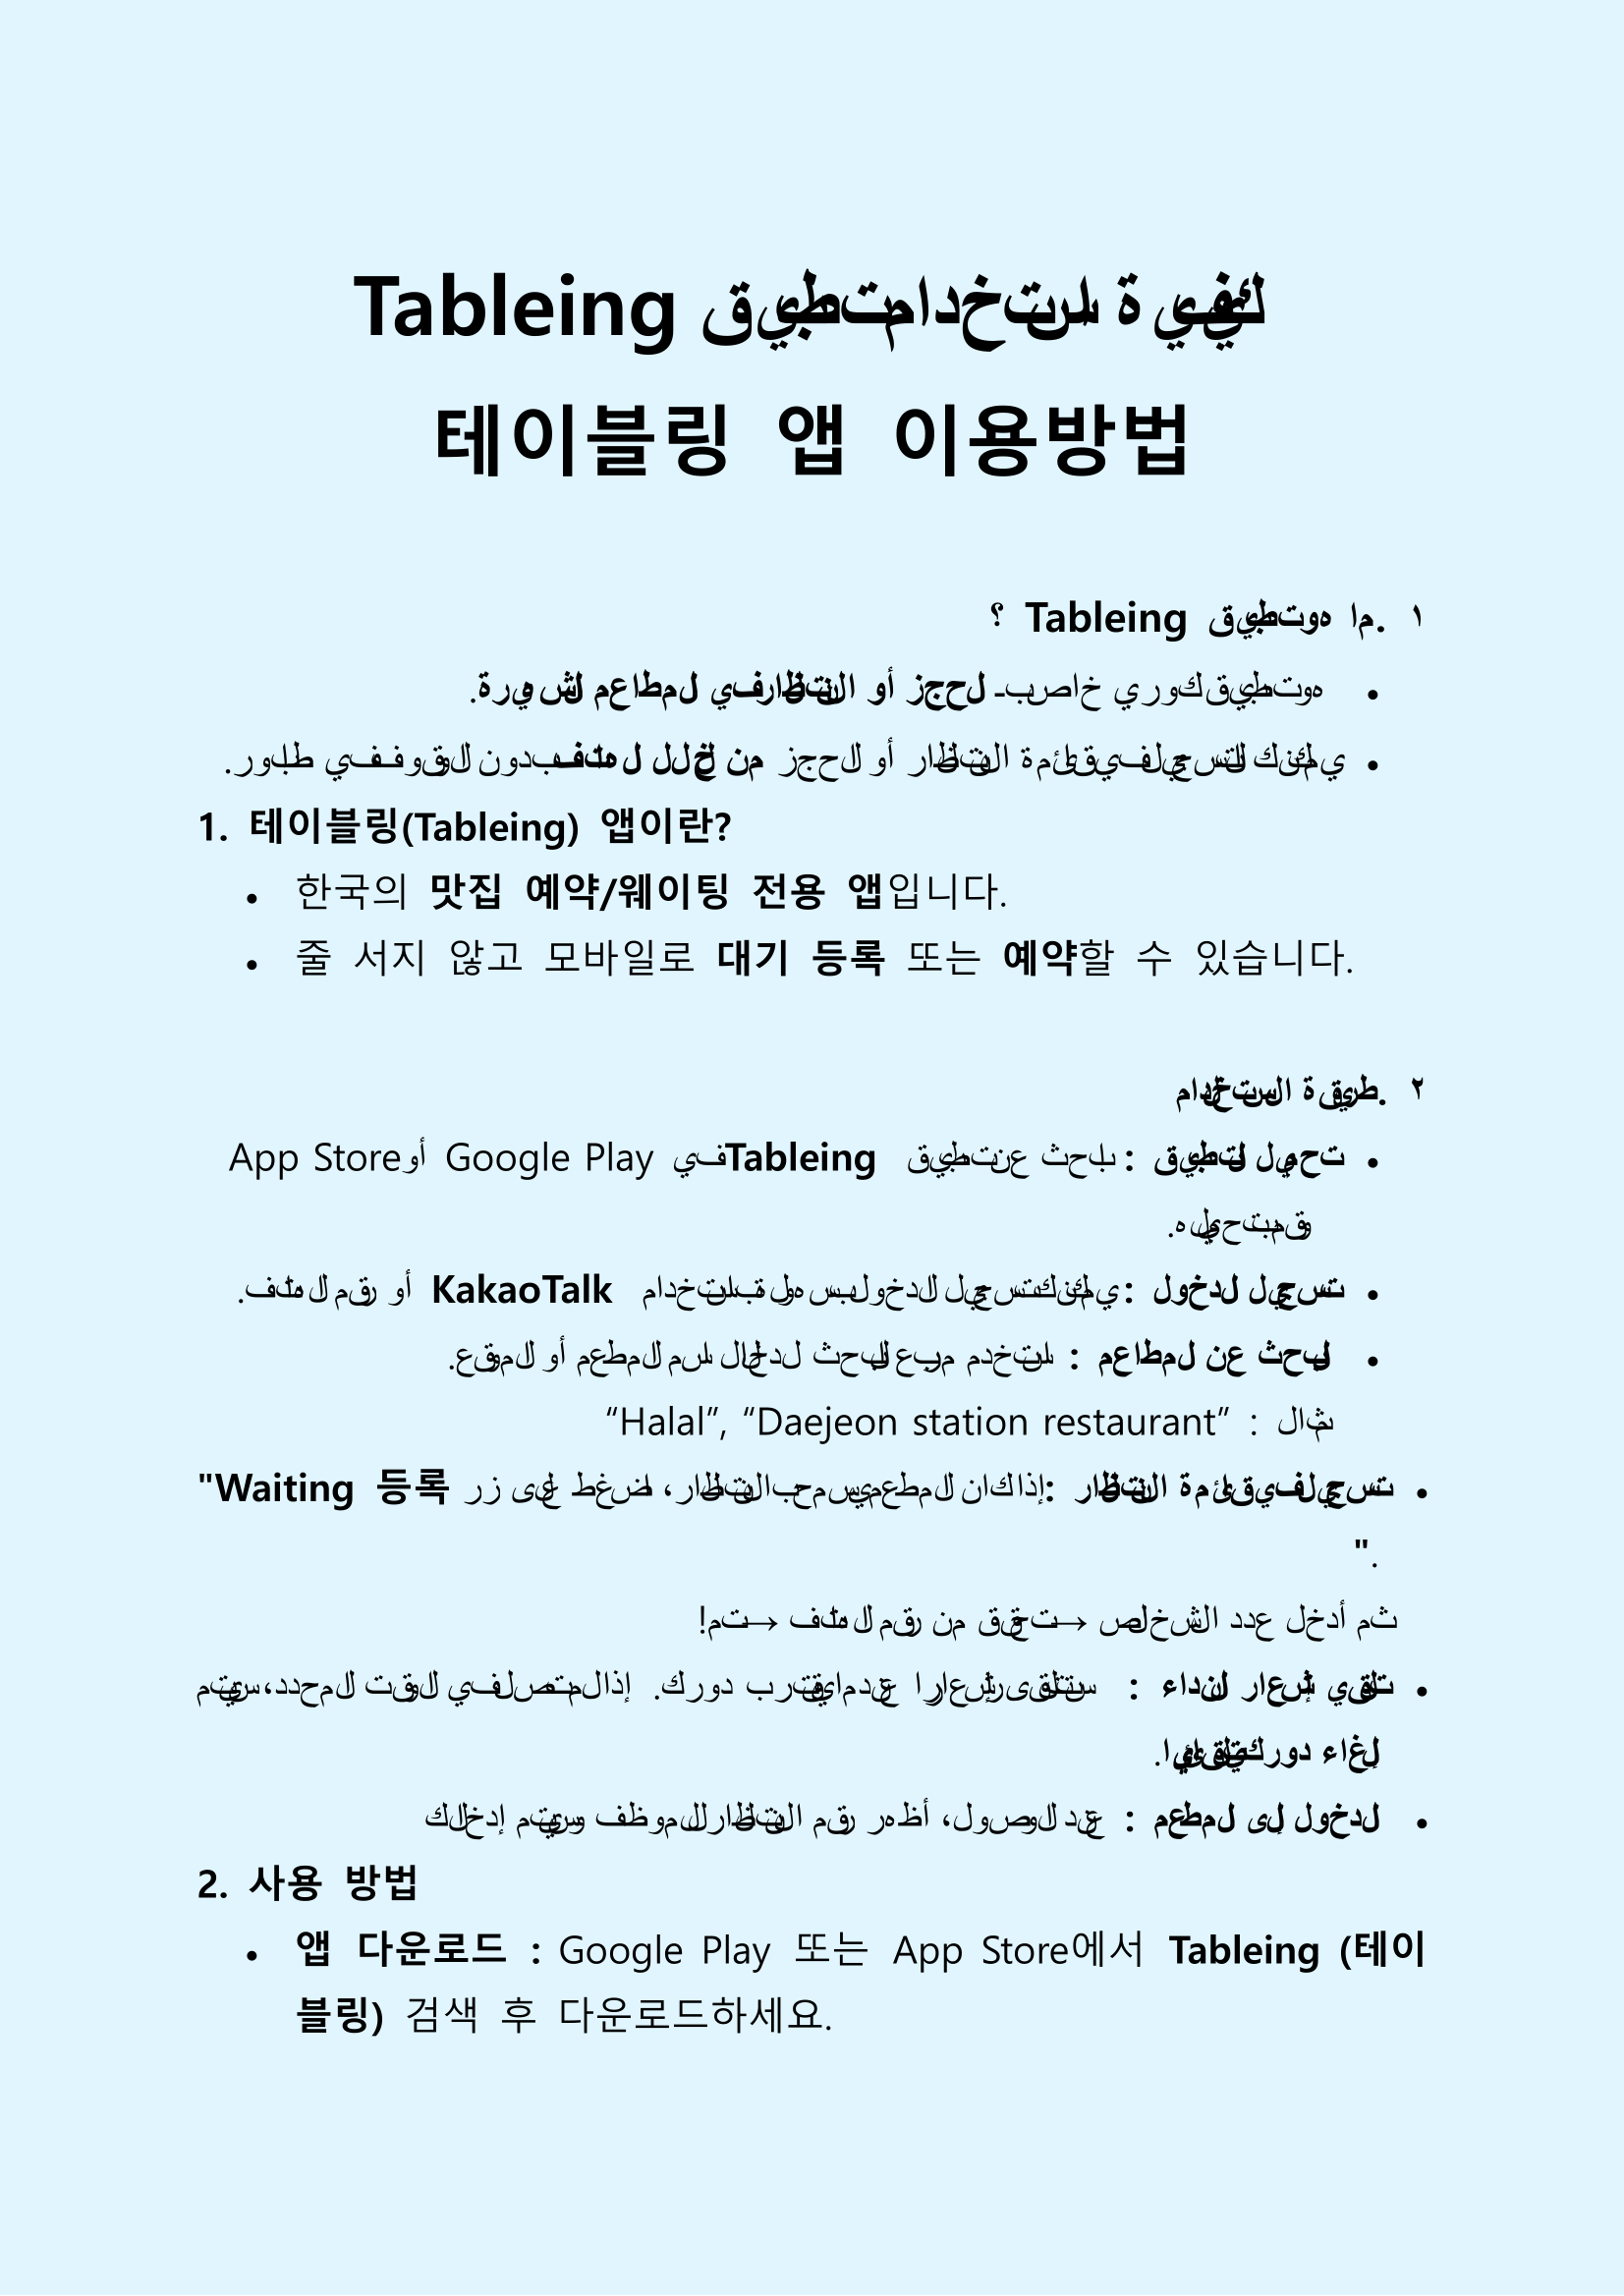 كيفية استخدام تطبيق Tableing
테이블링 앱 이용방법
١. ما هو تطبيق Tableing ؟
• هو تطبيق كوري خاص بـ الحجز أو الانتظار في المطاعم الشهيرة.
• يمكنك التسجيل في قائمة الانتظار أو الحجز من خلال الهاتف بدون الوقوف في طابور.
1. 테이블링(Tableing) 앱이란?
• 한국의 맛집 예약/웨이팅 전용 앱입니다.
• 줄 서지 않고 모바일로 대기 등록 또는 예약할 수 있습니다.
٢. طريقة الاستخدام
• تحميل التطبيق : ابحث عن تطبيق Tableing في Google Play أو App Store
وقم بتحميله.
• تسجيل الدخول : يمكنك تسجيل الدخول بسهولة باستخدام KakaoTalk أو رقم الهاتف.
• البحث عن المطاعم : استخدم مربع البحث لإدخال اسم المطعم أو الموقع.
مثال : “Halal”, “Daejeon station restaurant”
• تسجيل في قائمة الانتظار : إذا كان المطعم يسمح بالانتظار، اضغط على زر "Waiting 등록
".
ثم أدخل عدد الأشخاص → تحقق من رقم الهاتف → تم!
• تلقي إشعار النداء : ستتلقى إشعارا عندما يقترب دورك. إذا لم تصل في الوقت المحدد، سيتم
إلغاء دورك تلقائيا.
• الدخول إلى المطعم : عند الوصول، أظهر رقم الانتظار للموظف وسيتم إدخالك
2. 사용 방법
• 앱 다운로드 : Google Play 또는 App Store에서 Tableing (테이
블링) 검색 후 다운로드하세요.